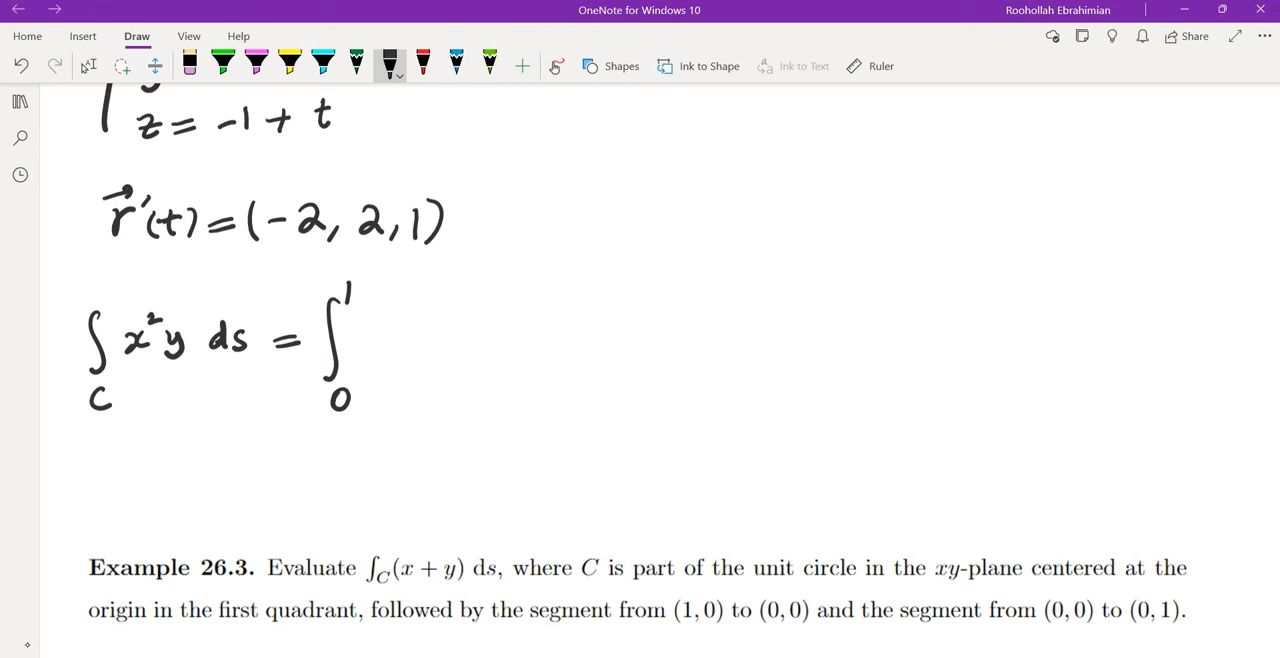 OneNote for Windows 10
Roohollah Ebrahimian
Home Insert Draw View Help
Share
Shapes Ink to Shape Ink to Text Ruler
z = -1 + t
r⃗'(t) = (-2, 2, 1)
∫_C x²y ds = ∫_0^1
Example 26.3. Evaluate ∫_C(x + y) ds, where C is part of the unit circle in the xy-plane centered at the
origin in the first quadrant, followed by the segment from (1, 0) to (0, 0) and the segment from (0, 0) to (0, 1).